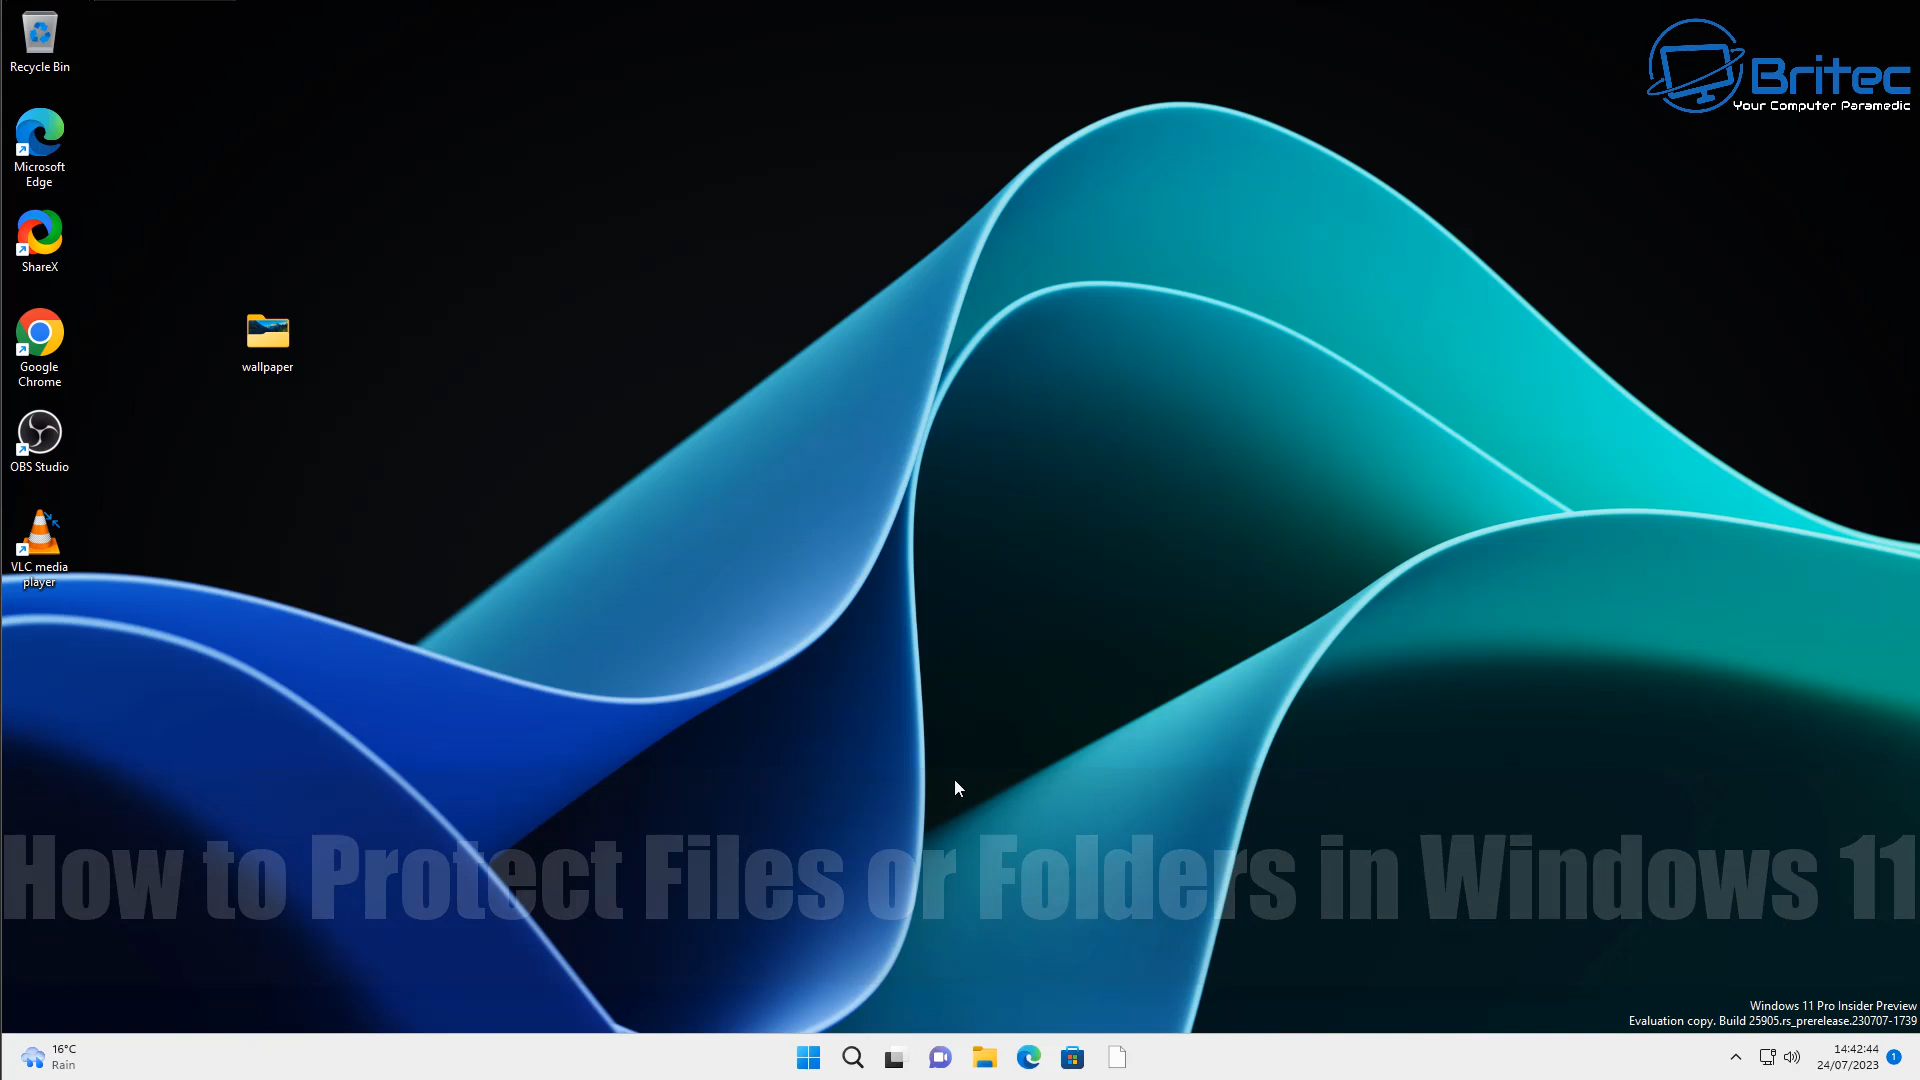 Recycle Bin
Britec
Your Computer Paramedic
Microsoft
Edge
ShareX
Google
Chrome
wallpaper
OBS Studio
VLC media
player
How to Protect Files or Folders in Windows 11
Windows 11 Pro Insider Preview
Evaluation copy. Build 25905.rs_prerelease.230707-1739
16°C
Rain
14:42:44
24/07/2023
1